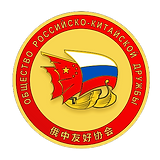 ОБЩЕСТВО РОССИЙСКО-КИТАЙСКОЙ ДРУЖБЫ
俄中友好协会